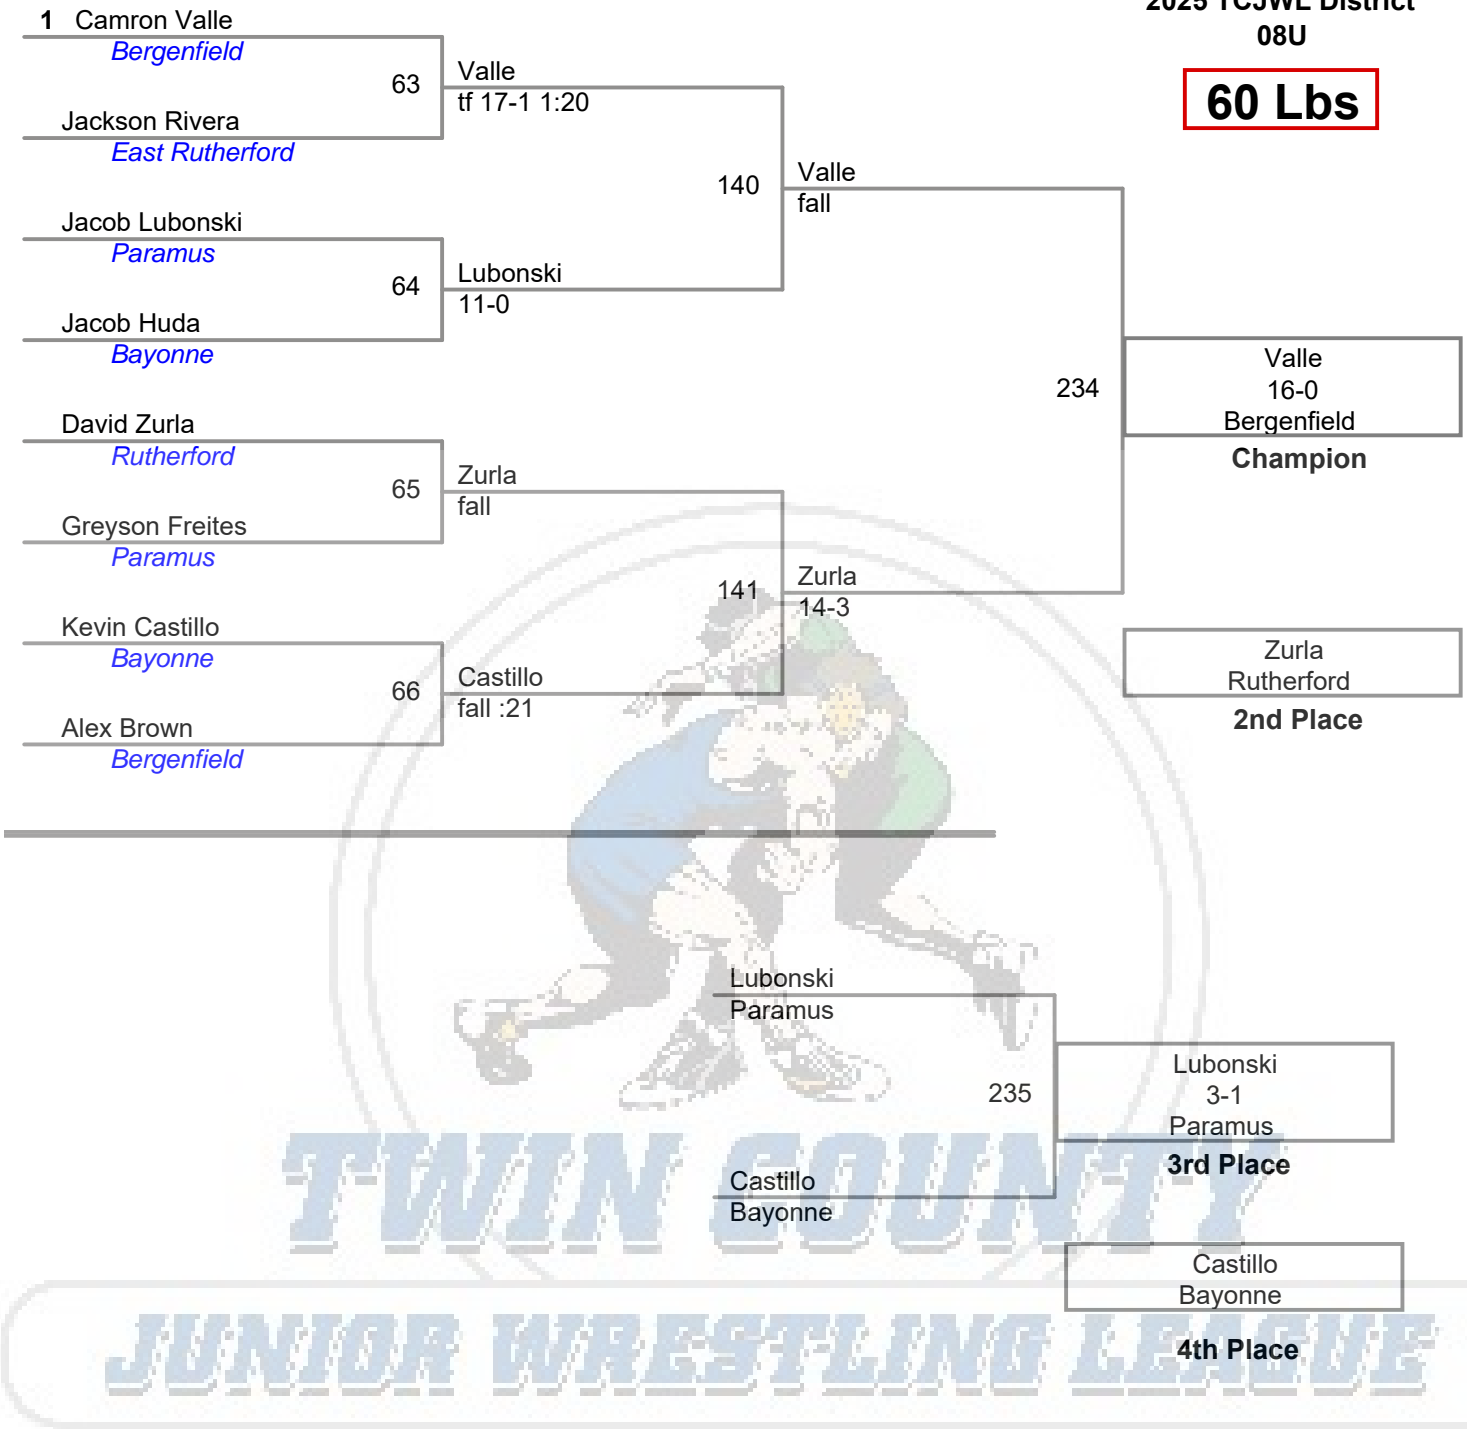 2025 TCJWL District
08U
60 Lbs
1 Camron Valle
Bergenfield
63
Valle
tf 17-1 1:20
Jackson Rivera
East Rutherford
140
Valle
fall
Jacob Lubonski
Paramus
64
Lubonski
11-0
Jacob Huda
Bayonne
234
Valle
16-0
Bergenfield
Champion
David Zurla
Rutherford
65
Zurla
fall
Greyson Freites
Paramus
141
Zurla
14-3
Kevin Castillo
Bayonne
66
Castillo
fall :21
Alex Brown
Bergenfield
Zurla
Rutherford
2nd Place
Lubonski
Paramus
235
Lubonski
3-1
Paramus
3rd Place
Castillo
Bayonne
Castillo
Bayonne
4th Place
TWIN COUNTY
JUNIOR WRESTLING LEAGUE